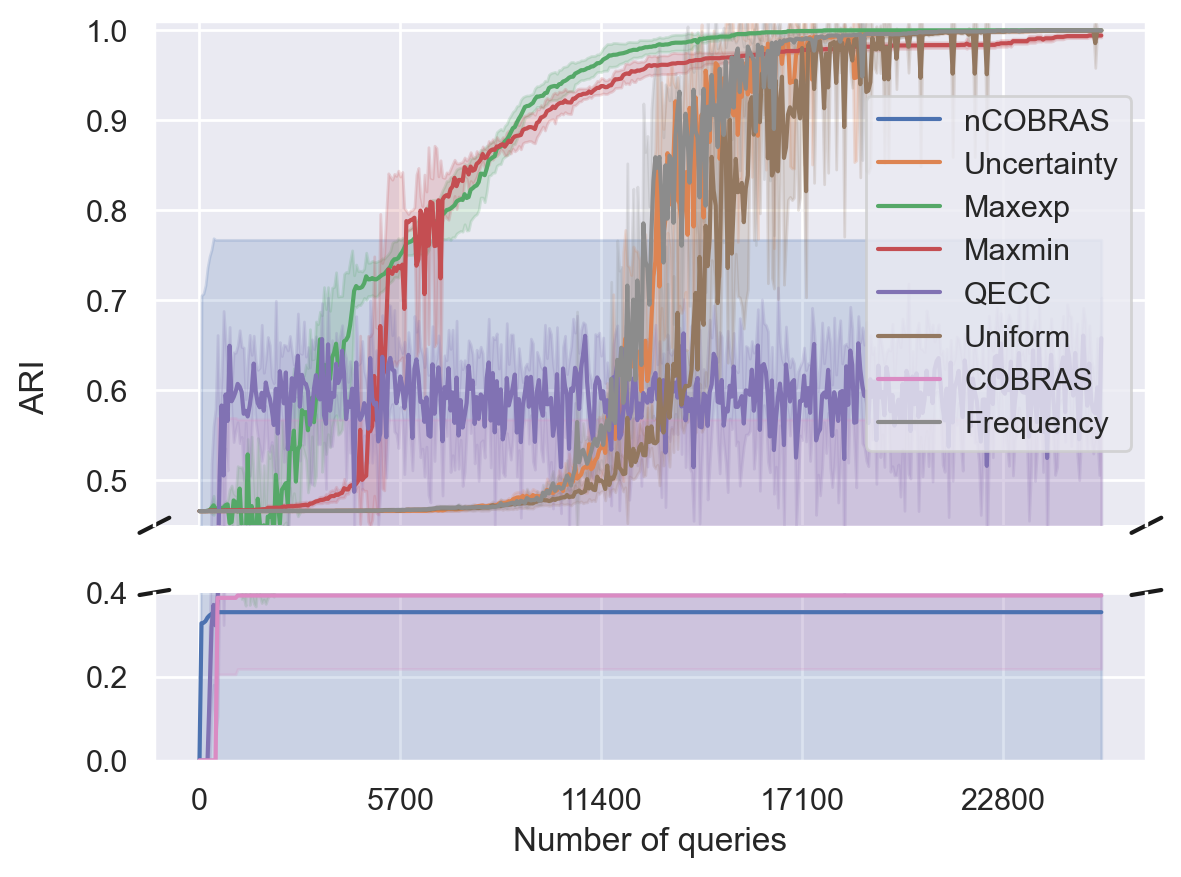 1.0
0.9
0.8
0.7
0.6
0.5
0.4
0.2
0.0
ARI
nCOBRAS
Uncertainty
Maxexp
Maxmin
QECC
Uniform
COBRAS
Frequency
0 5700 11400 17100 22800
Number of queries